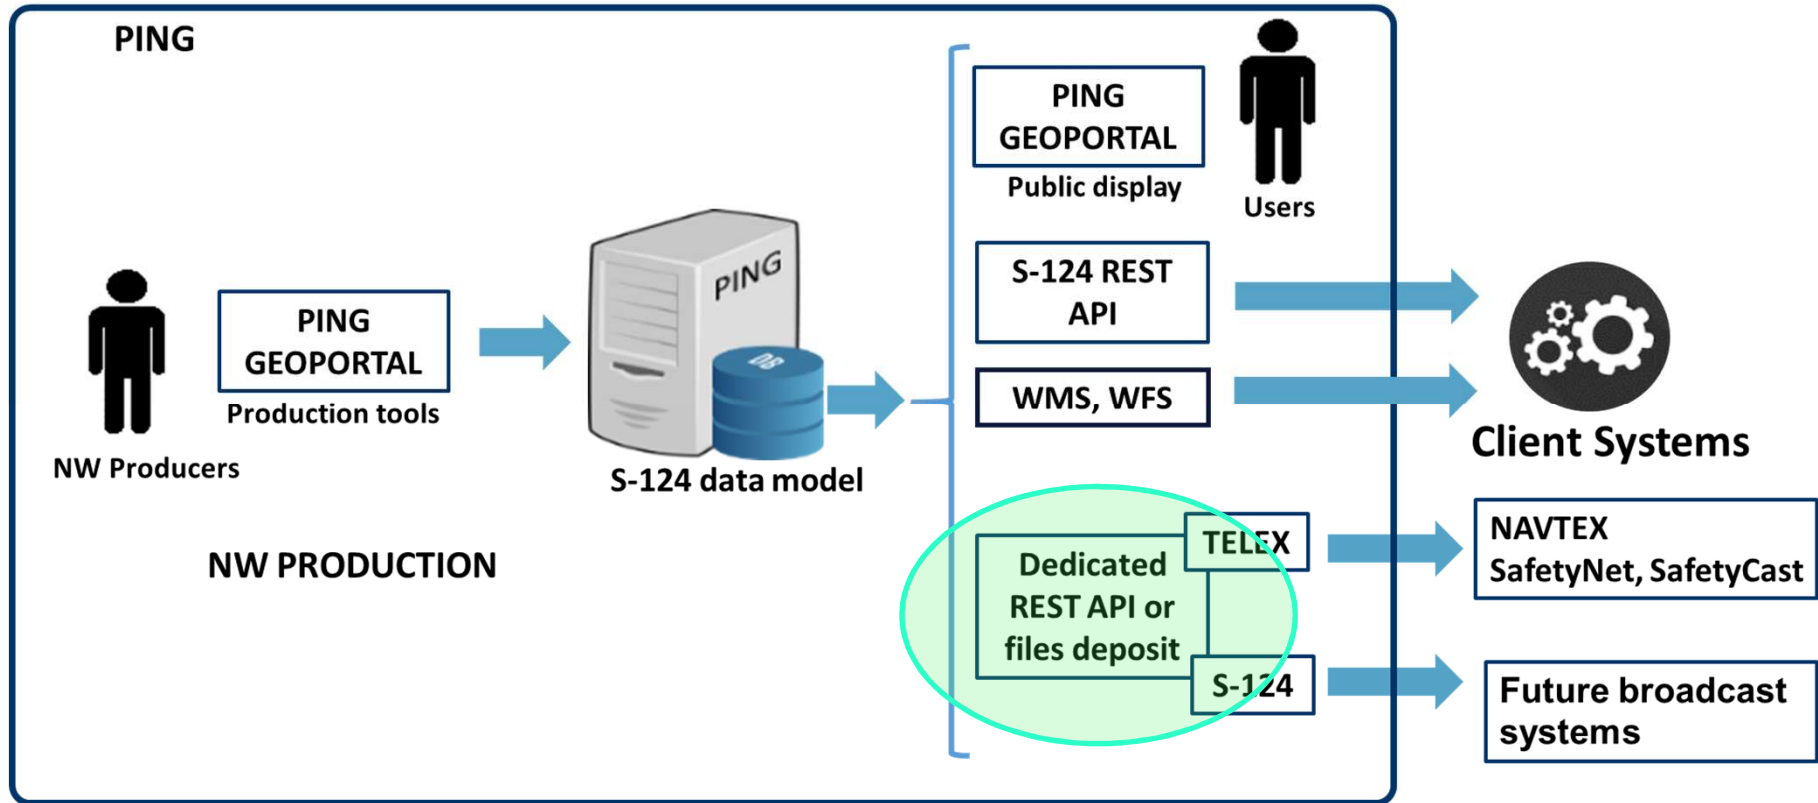 PING
PING
GEOPORTAL
Public display
Users
PING
S-124 REST
API
PING
GEOPORTAL
Production tools
DB
WMS, WFS
Client Systems
NW Producers
S-124 data model
NW PRODUCTION
TELEX
Dedicated
REST API or
files deposit
S-124
NAVTEX
SafetyNet, SafetyCast
Future broadcast
systems